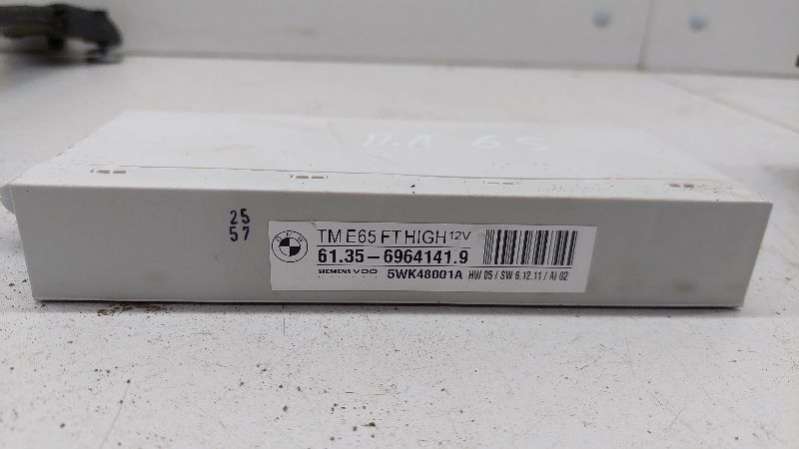 25
57
TM E65 FT HIGH 12V
61.35-6964141.9
SIEMENS VDO 5WK48001A HW 05 / SW 6.12.11 / AI 02